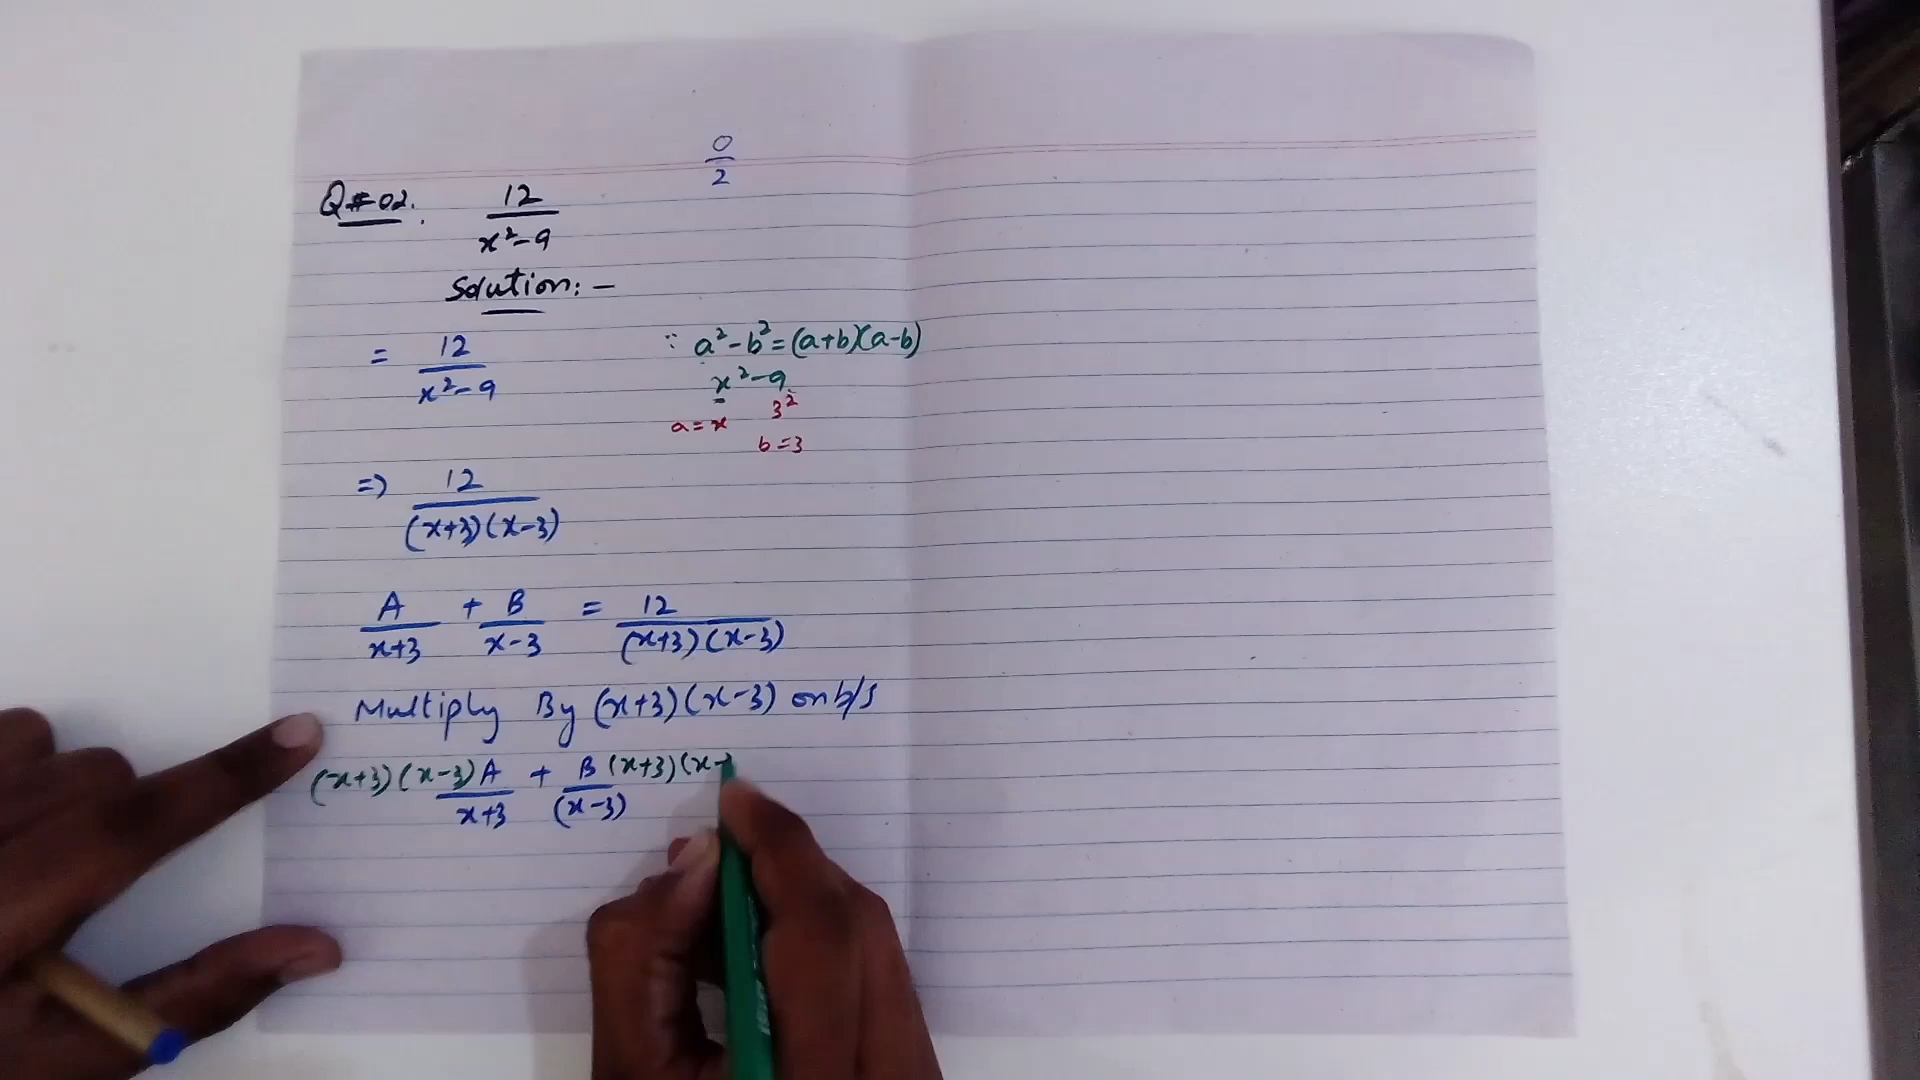 0/2
Q#02. 12/(x²-9)
Solution:-
= 12/(x²-9)
∵ a²-b²=(a+b)(a-b)
x²-9
a=x 3²
b=3
=> 12/((x+3)(x-3))
A/(x+3) + B/(x-3) = 12/((x+3)(x-3))
Multiply By (x+3)(x-3) on b/s
(x+3)(x-3)A/(x+3) + B(x+3)(x-/(x-3)